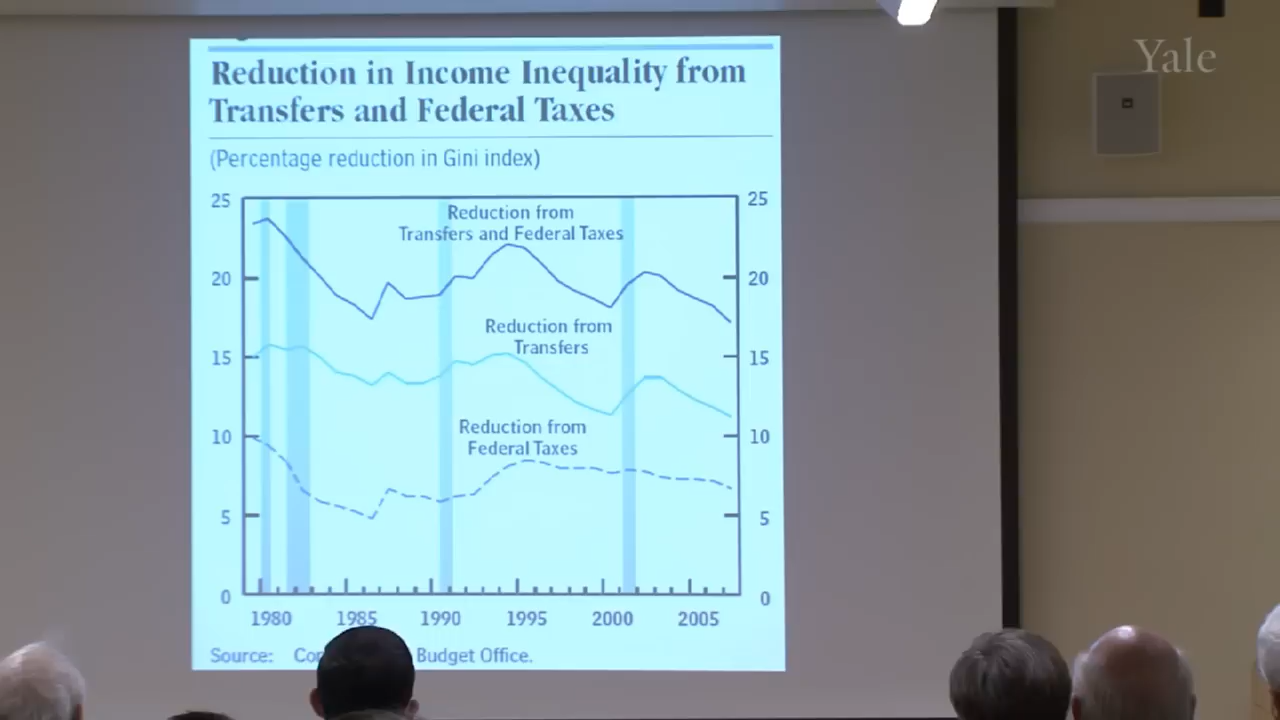 Yale
Reduction in Income Inequality from
Transfers and Federal Taxes
(Percentage reduction in Gini index)
25 25
Reduction from
Transfers and Federal Taxes
20 20
Reduction from
Transfers
15 15
Reduction from
Federal Taxes
10 10
5 5
0 0
1980 1985 1990 1995 2000 2005
Source: Budget Office.